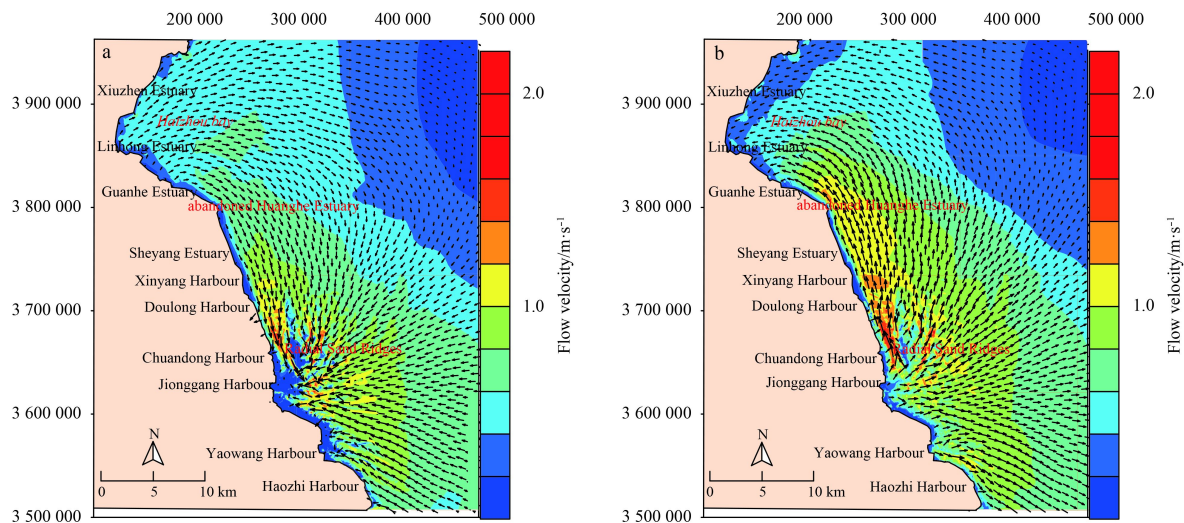 200 000 300 000 400 000 500 000
a
Xiuzhen Estuary
3 900 000
Haizhou bay
Linhong Estuary
Guanhe Estuary
3 800 000
abandoned Huanghe Estuary
Sheyang Estuary
Xinyang Harbour
Doulong Harbour
3 700 000
Radial Sand Ridges
Chuandong Harbour
Jionggang Harbour
3 600 000
N
Yaowang Harbour
0 5 10 km
Haozhi Harbour
3 500 000
2.0
1.0
Flow velocity/m·s⁻¹
200 000 300 000 400 000 500 000
b
Xiuzhen Estuary
3 900 000
Haizhou bay
Linhong Estuary
Guanhe Estuary
3 800 000
abandoned Huanghe Estuary
Sheyang Estuary
Xinyang Harbour
Doulong Harbour
3 700 000
Radial Sand Ridges
Chuandong Harbour
Jionggang Harbour
3 600 000
N
Yaowang Harbour
0 5 10 km
Haozhi Harbour
3 500 000
2.0
1.0
Flow velocity/m·s⁻¹